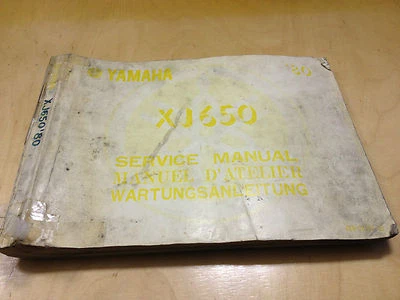 YAMAHA '80
XJ650
SERVICE MANUAL
MANUEL D'ATELIER
WARTUNGSANLEITUNG
XJ650'80